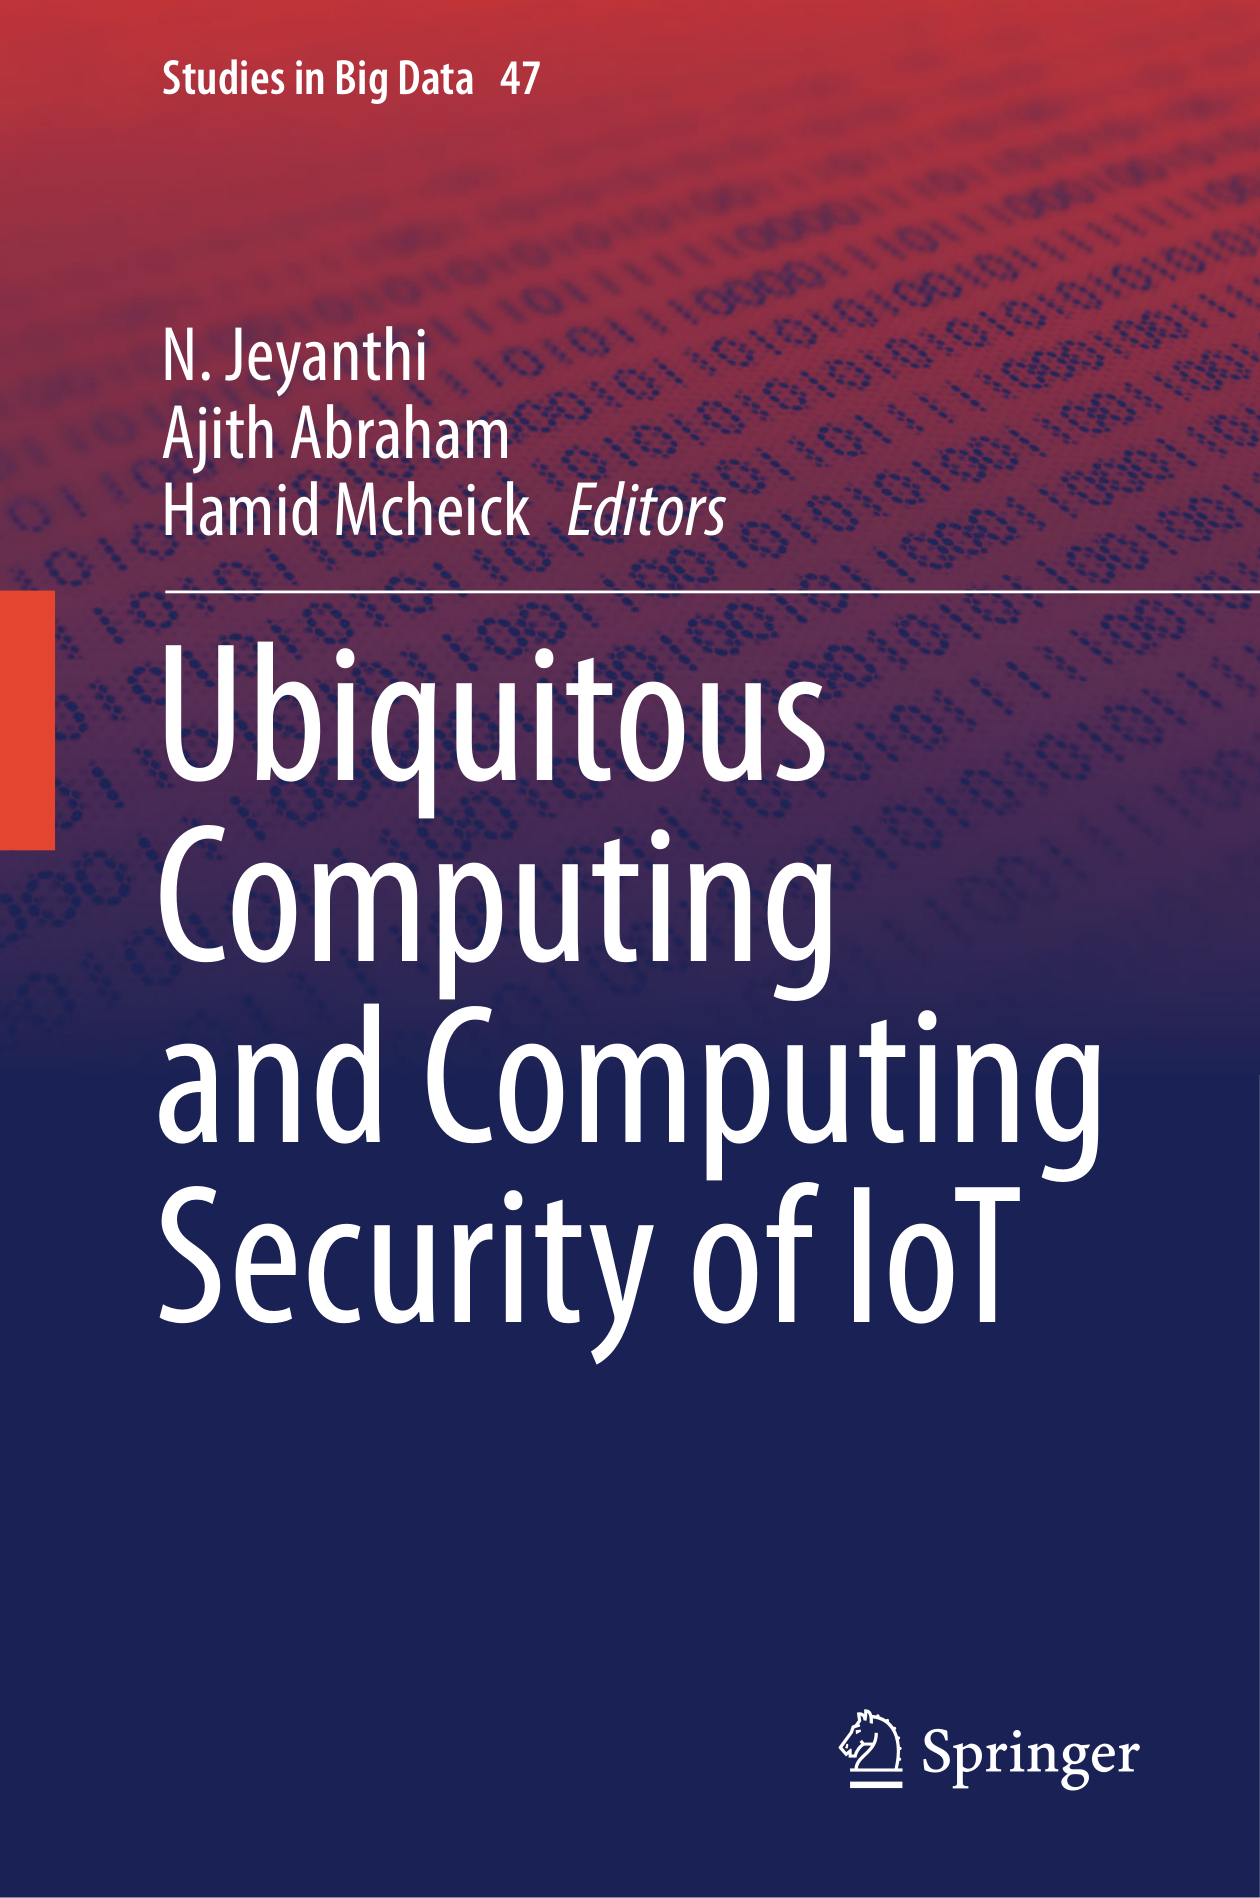 Studies in Big Data 47
N. Jeyanthi
Ajith Abraham
Hamid Mcheick Editors
Ubiquitous
Computing
and Computing
Security of IoT
Springer